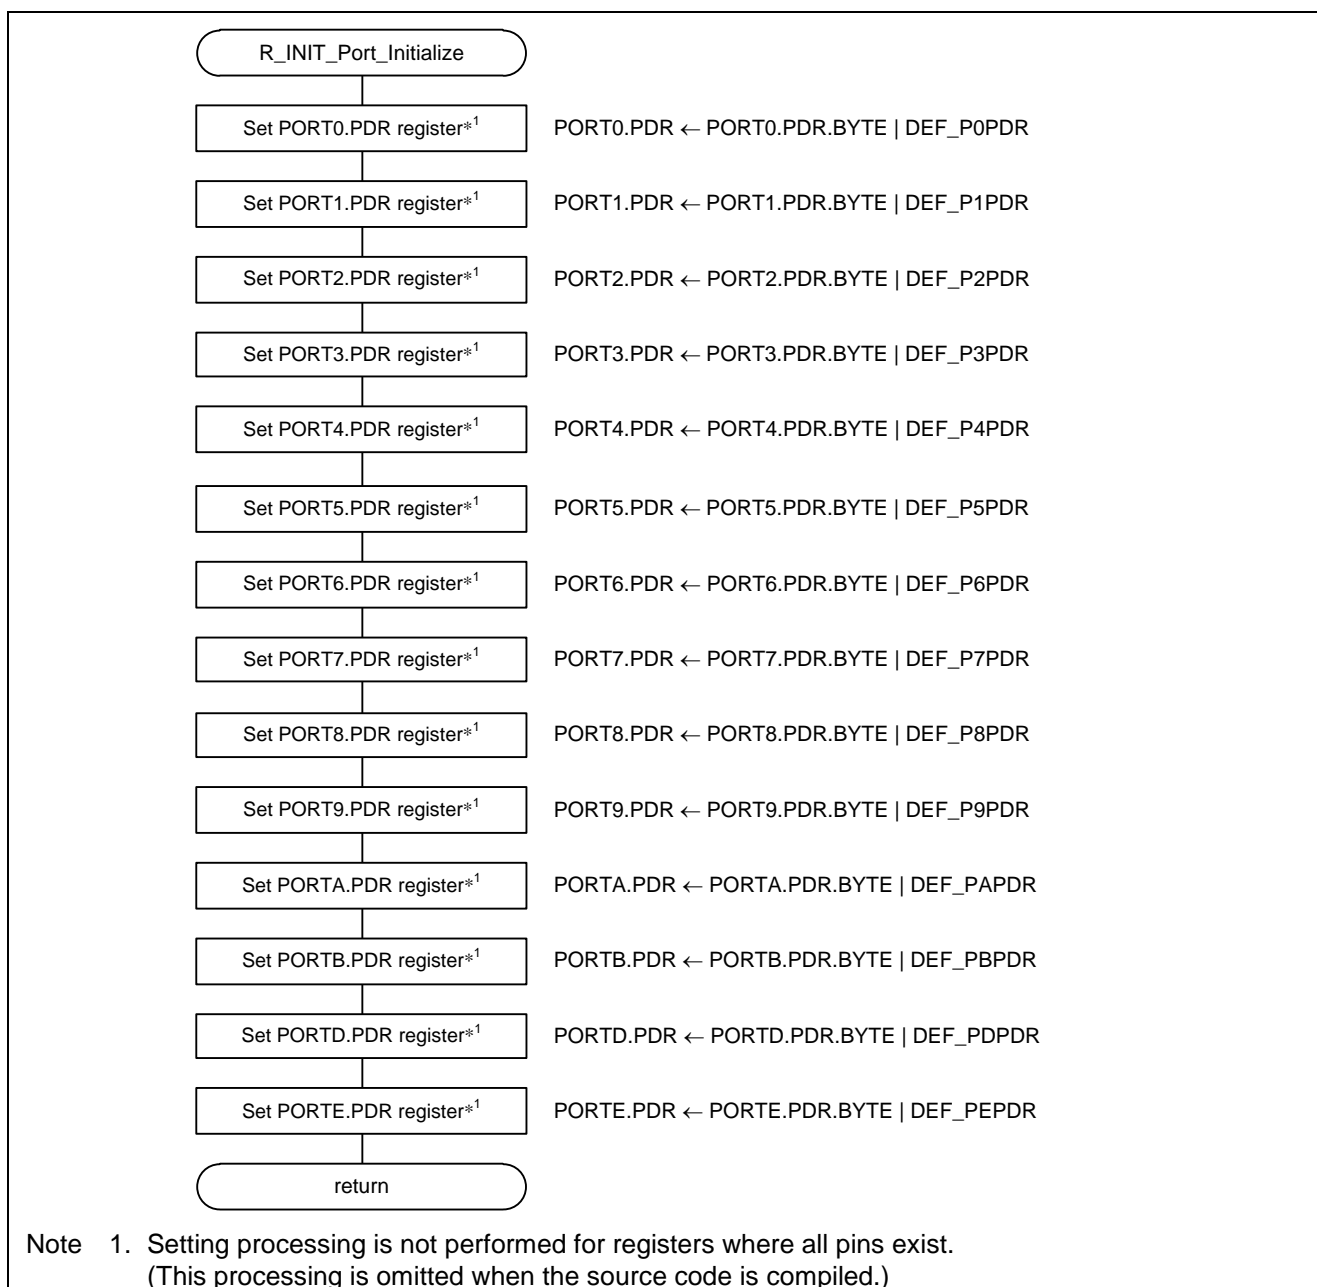 R_INIT_Port_Initialize
Set PORT0.PDR register*1 PORT0.PDR ← PORT0.PDR.BYTE | DEF_P0PDR
Set PORT1.PDR register*1 PORT1.PDR ← PORT1.PDR.BYTE | DEF_P1PDR
Set PORT2.PDR register*1 PORT2.PDR ← PORT2.PDR.BYTE | DEF_P2PDR
Set PORT3.PDR register*1 PORT3.PDR ← PORT3.PDR.BYTE | DEF_P3PDR
Set PORT4.PDR register*1 PORT4.PDR ← PORT4.PDR.BYTE | DEF_P4PDR
Set PORT5.PDR register*1 PORT5.PDR ← PORT5.PDR.BYTE | DEF_P5PDR
Set PORT6.PDR register*1 PORT6.PDR ← PORT6.PDR.BYTE | DEF_P6PDR
Set PORT7.PDR register*1 PORT7.PDR ← PORT7.PDR.BYTE | DEF_P7PDR
Set PORT8.PDR register*1 PORT8.PDR ← PORT8.PDR.BYTE | DEF_P8PDR
Set PORT9.PDR register*1 PORT9.PDR ← PORT9.PDR.BYTE | DEF_P9PDR
Set PORTA.PDR register*1 PORTA.PDR ← PORTA.PDR.BYTE | DEF_PAPDR
Set PORTB.PDR register*1 PORTB.PDR ← PORTB.PDR.BYTE | DEF_PBPDR
Set PORTD.PDR register*1 PORTD.PDR ← PORTD.PDR.BYTE | DEF_PDPDR
Set PORTE.PDR register*1 PORTE.PDR ← PORTE.PDR.BYTE | DEF_PEPDR
return
Note 1. Setting processing is not performed for registers where all pins exist.
(This processing is omitted when the source code is compiled.)